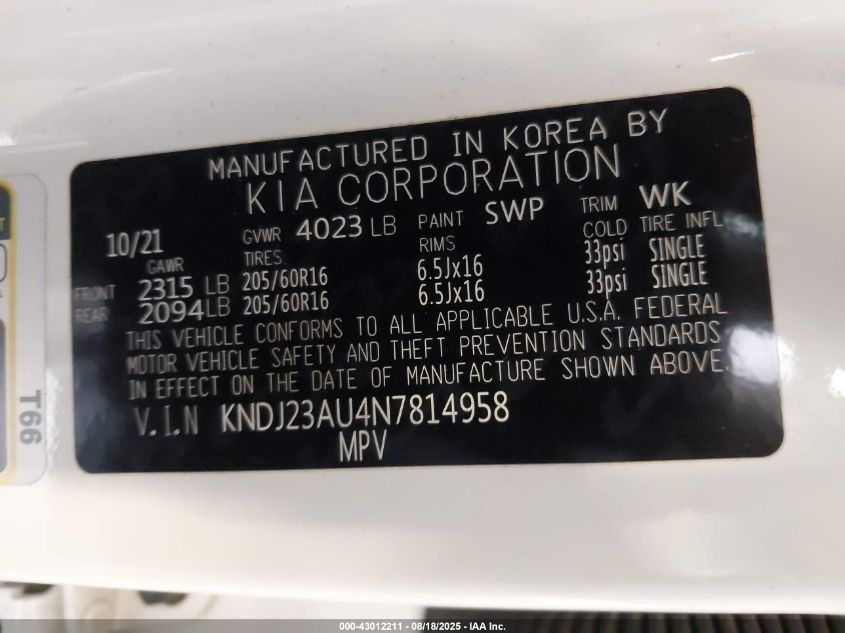 MANUFACTURED IN KOREA BY
KIA CORPORATION
10/21 GVWR 4023 LB PAINT SWP TRIM WK
GAWR TIRES RIMS COLD TIRE INFL
FRONT 2315 LB 205/60R16 6.5Jx16 33psi SINGLE
REAR 2094 LB 205/60R16 6.5Jx16 33psi SINGLE
THIS VEHICLE CONFORMS TO ALL APPLICABLE U.S.A. FEDERAL
MOTOR VEHICLE SAFETY AND THEFT PREVENTION STANDARDS
IN EFFECT ON THE DATE OF MANUFACTURE SHOWN ABOVE.
V.I.N KNDJ23AU4N7814958
MPV
T66
000-43012211 - 08/18/2025 - IAA Inc.